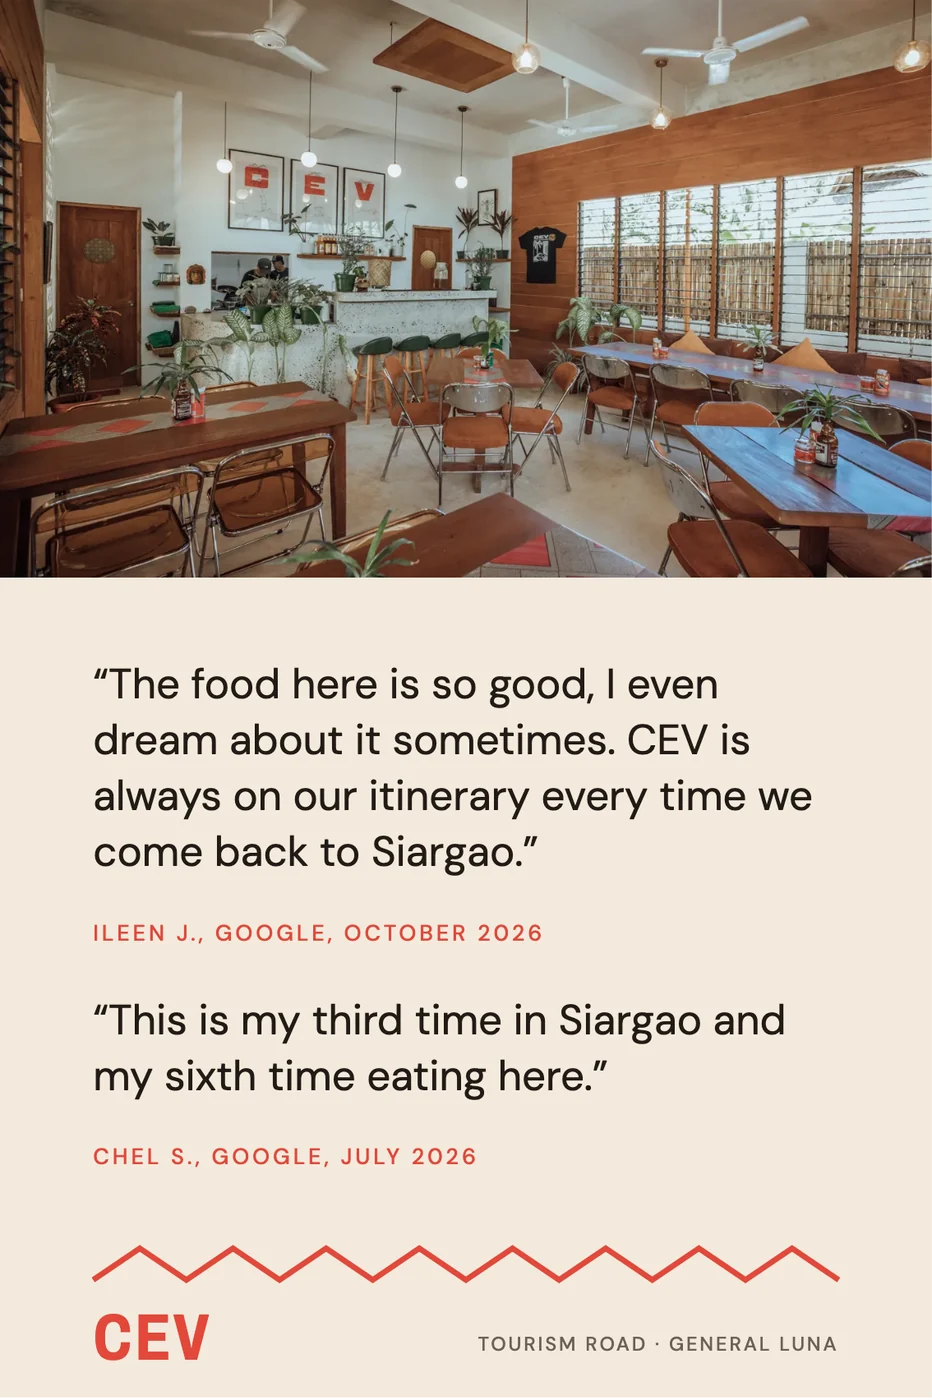 C E V
CEV
“The food here is so good, I even
dream about it sometimes. CEV is
always on our itinerary every time we
come back to Siargao.”
ILEEN J., GOOGLE, OCTOBER 2026
“This is my third time in Siargao and
my sixth time eating here.”
CHEL S., GOOGLE, JULY 2026
CEV
TOURISM ROAD · GENERAL LUNA